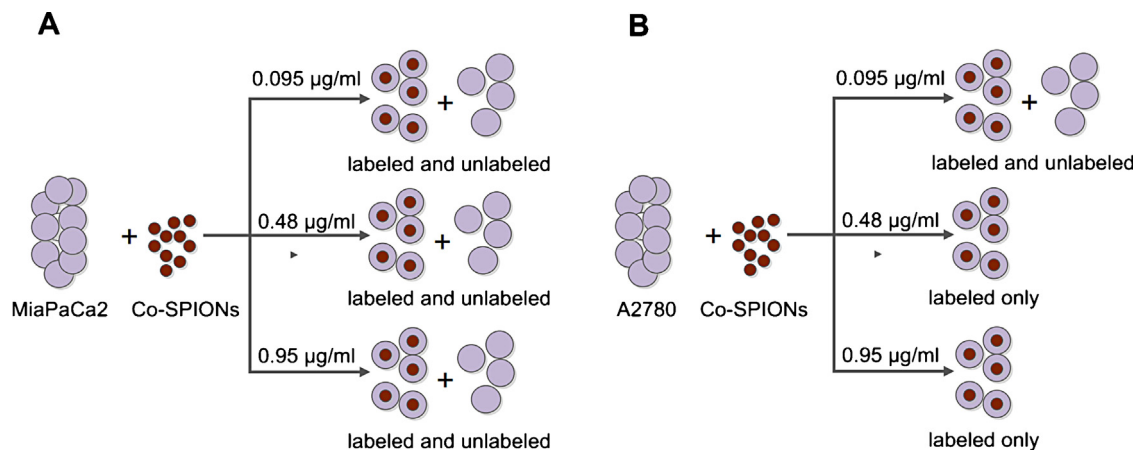 A
0.095 µg/ml
+
labeled and unlabeled
+
0.48 µg/ml
+
MiaPaCa2
Co-SPIONs
labeled and unlabeled
0.95 µg/ml
+
labeled and unlabeled
B
0.095 µg/ml
+
labeled and unlabeled
+
0.48 µg/ml
A2780
Co-SPIONs
labeled only
0.95 µg/ml
labeled only